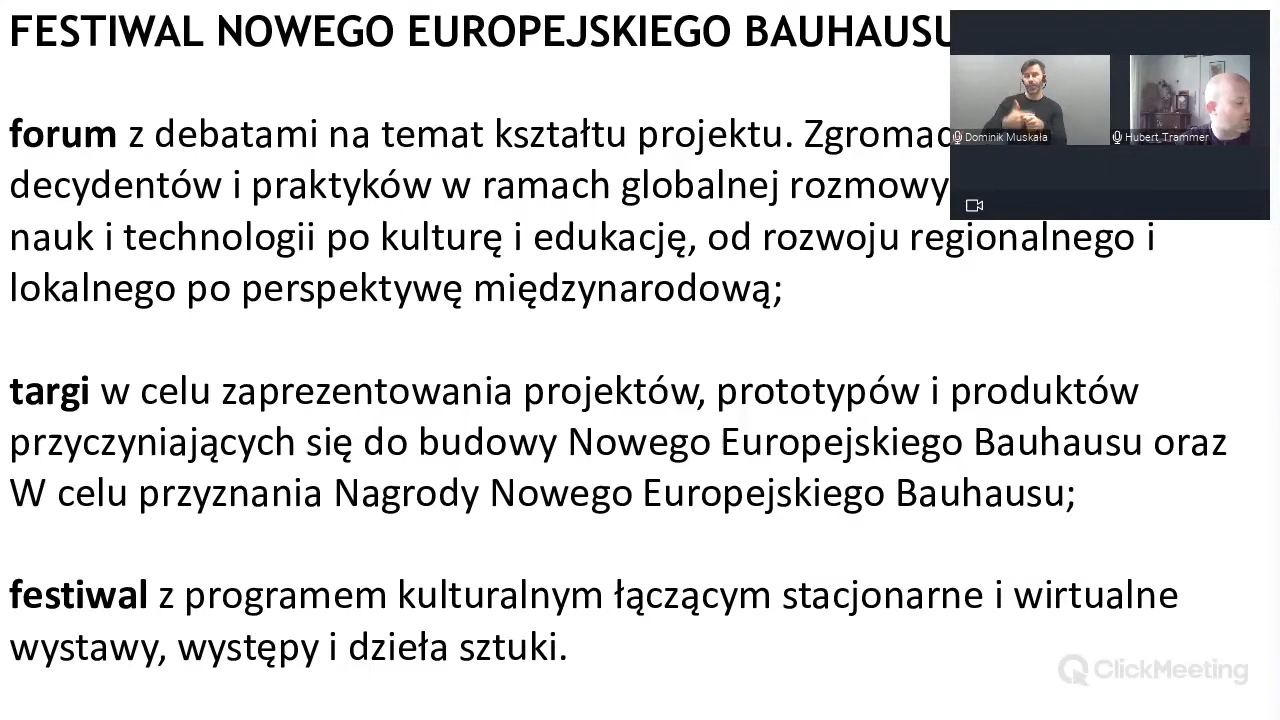 FESTIWAL NOWEGO EUROPEJSKIEGO BAUHAUSU
forum z debatami na temat kształtu projektu.
decydentów i praktyków w ramach globalnej rozmowy
nauk i technologii po kulturę i edukację, od rozwoju regionalnego i
lokalnego po perspektywę międzynarodową;
targi w celu zaprezentowania projektów, prototypów i produktów
przyczyniających się do budowy Nowego Europejskiego Bauhausu oraz
W celu przyznania Nagrody Nowego Europejskiego Bauhausu;
festiwal z programem kulturalnym łączącym stacjonarne i wirtualne
wystawy, występy i dzieła sztuki.
Dominik Muskała
Hubert Trammer
ClickMeeting